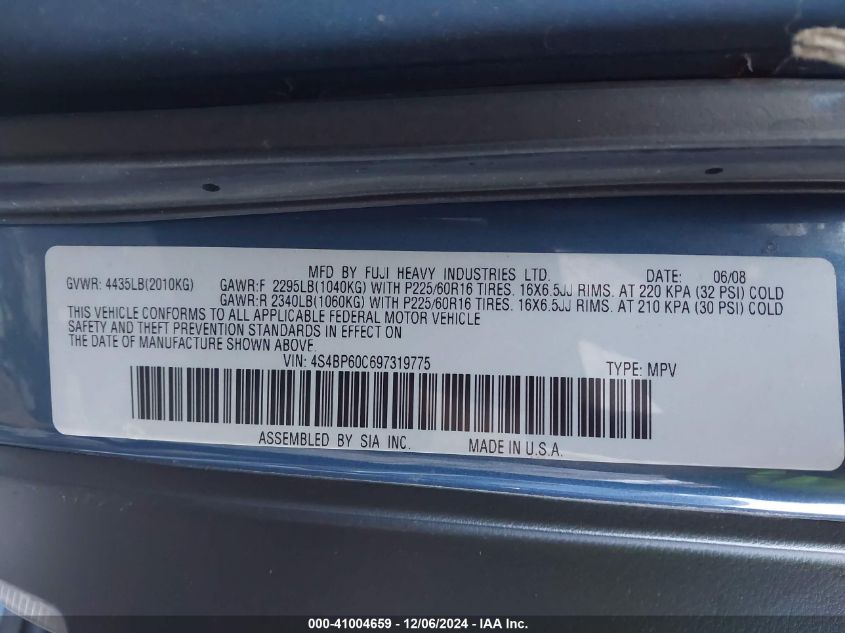 MFD BY FUJI HEAVY INDUSTRIES LTD. DATE: 06/08
GVWR: 4435LB(2010KG) GAWR:F 2295LB(1040KG) WITH P225/60R16 TIRES. 16X6.5JJ RIMS. AT 220 KPA (32 PSI) COLD
GAWR:R 2340LB(1060KG) WITH P225/60R16 TIRES. 16X6.5JJ RIMS. AT 210 KPA (30 PSI) COLD
THIS VEHICLE CONFORMS TO ALL APPLICABLE FEDERAL MOTOR VEHICLE
SAFETY AND THEFT PREVENTION STANDARDS IN EFFECT ON
THE DATE OF MANUFACTURE SHOWN ABOVE
VIN: 4S4BP60C697319775 TYPE: MPV
ASSEMBLED BY SIA INC. MADE IN U.S.A.
000-41004659 - 12/06/2024 - IAA Inc.